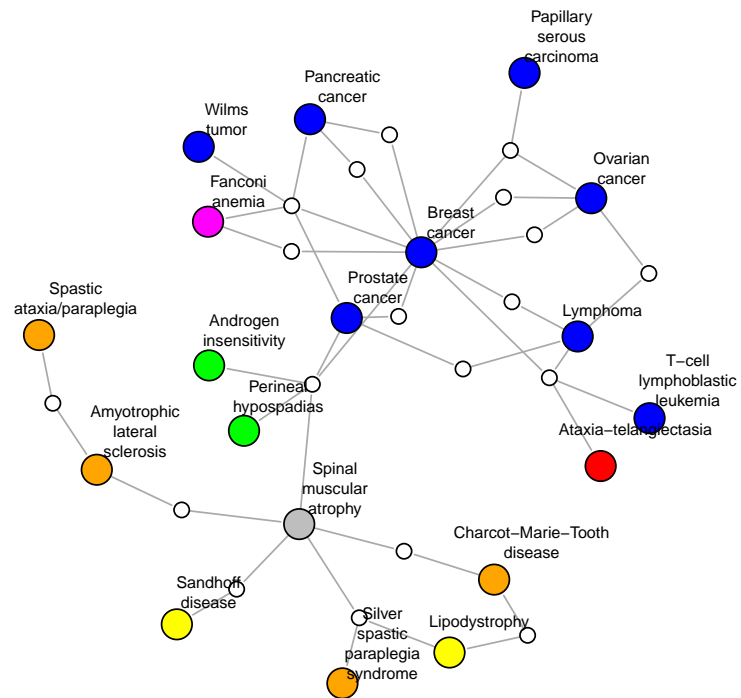 Papillary
serous
carcinoma
Pancreatic
cancer
Wilms
tumor
Ovarian
cancer
Fanconi
anemia
Breast
cancer
Prostate
cancer
Spastic
ataxia/paraplegia
Lymphoma
Androgen
insensitivity
T−cell
lymphoblastic
leukemia
Perineal
hypospadias
Amyotrophic
lateral
sclerosis
Ataxia−telangiectasia
Spinal
muscular
atrophy
Charcot−Marie−Tooth
disease
Sandhoff
disease
Silver
spastic
paraplegia
syndrome
Lipodystrophy